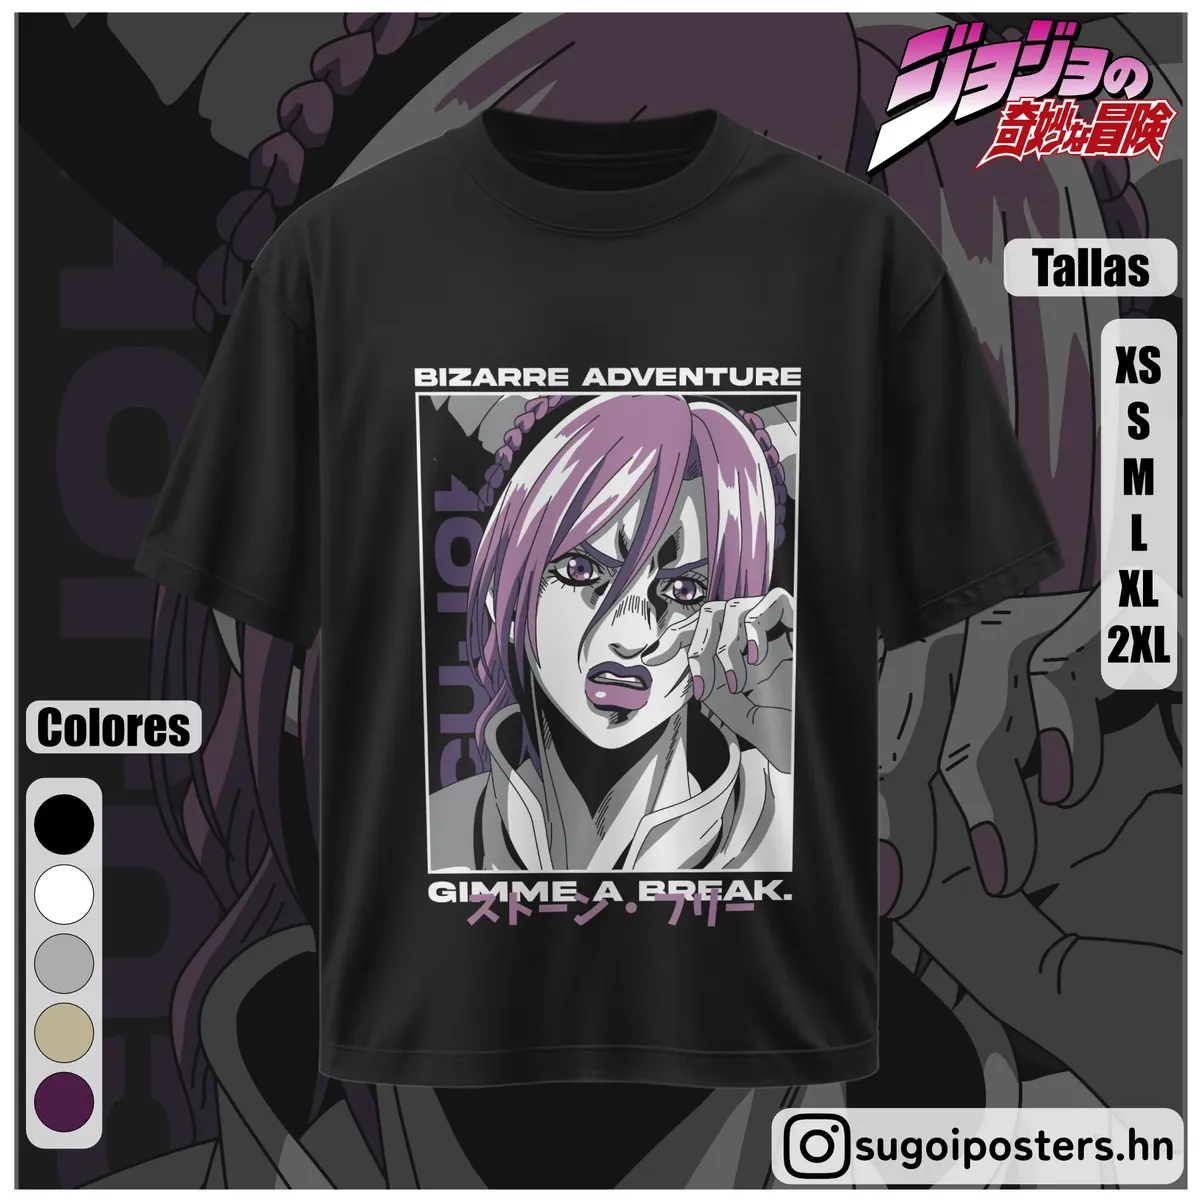 ジョジョの
奇妙な冒険
Tallas
XS
S
M
L
XL
2XL
BIZARRE ADVENTURE
GIMME A BREAK.
ストーン・フリー
Colores
sugoiposters.hn